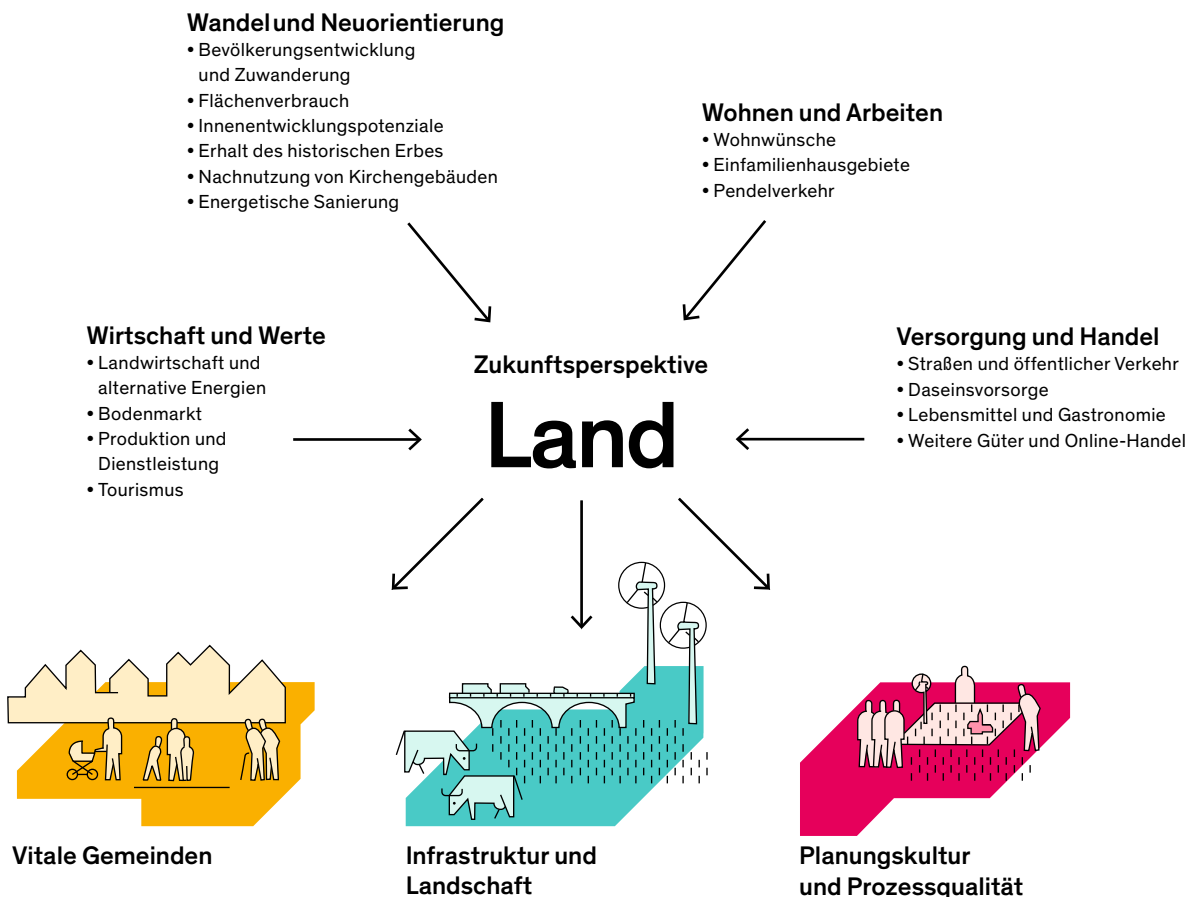 Wandel und Neuorientierung
• Bevölkerungsentwicklung
und Zuwanderung
• Flächenverbrauch
• Innenentwicklungspotenziale
• Erhalt des historischen Erbes
• Nachnutzung von Kirchengebäuden
• Energetische Sanierung
Wohnen und Arbeiten
• Wohnwünsche
• Einfamilienhausgebiete
• Pendelverkehr
Wirtschaft und Werte
• Landwirtschaft und
alternative Energien
• Bodenmarkt
• Produktion und
Dienstleistung
• Tourismus
Zukunftsperspektive
Land
Versorgung und Handel
• Straßen und öffentlicher Verkehr
• Daseinsvorsorge
• Lebensmittel und Gastronomie
• Weitere Güter und Online-Handel
Vitale Gemeinden
Infrastruktur und
Landschaft
Planungskultur
und Prozessqualität